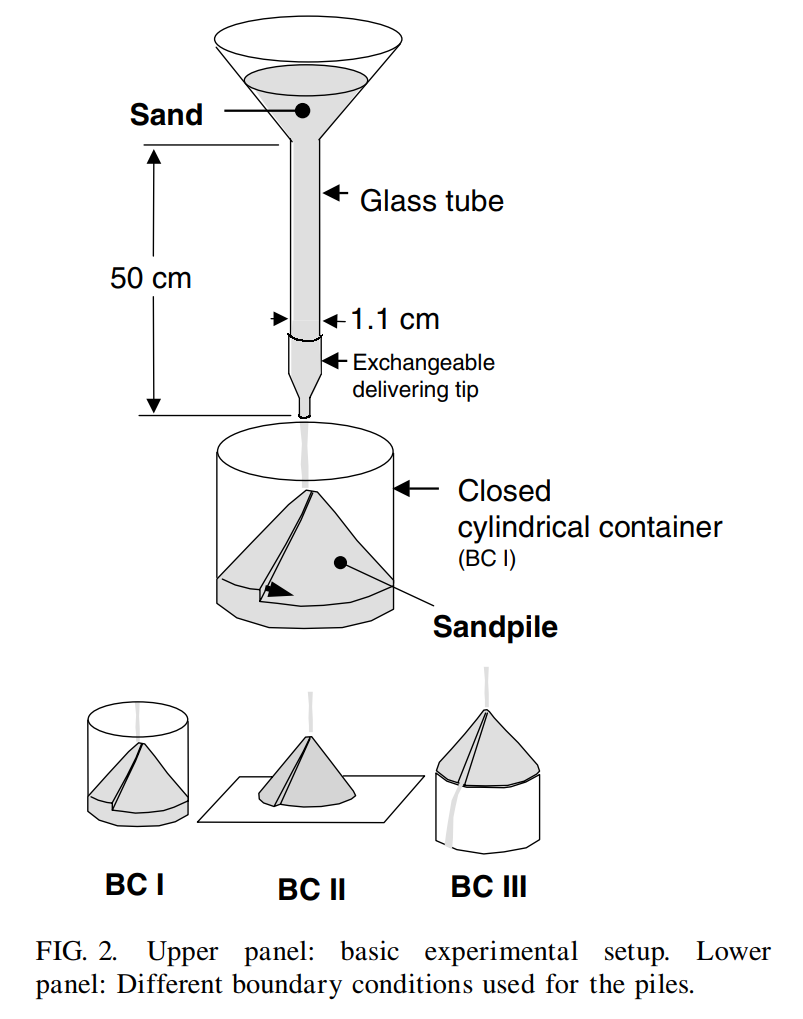 Sand
Glass tube
50 cm
1.1 cm
Exchangeable
delivering tip
Closed
cylindrical container
(BC I)
Sandpile
BC I
BC II
BC III
FIG. 2. Upper panel: basic experimental setup. Lower
panel: Different boundary conditions used for the piles.